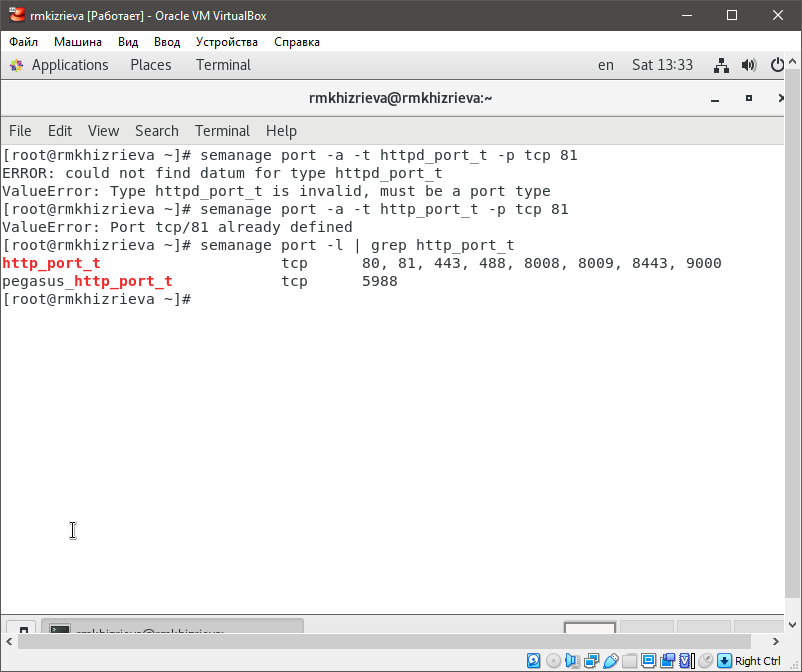 rmkizrieva [Работает] - Oracle VM VirtualBox
Файл Машина Вид Ввод Устройства Справка
Applications Places Terminal en Sat 13:33
rmkhizrieva@rmkhizrieva:~
File Edit View Search Terminal Help
[root@rmkhizrieva ~]# semanage port -a -t httpd_port_t -p tcp 81
ERROR: could not find datum for type httpd_port_t
ValueError: Type httpd_port_t is invalid, must be a port type
[root@rmkhizrieva ~]# semanage port -a -t http_port_t -p tcp 81
ValueError: Port tcp/81 already defined
[root@rmkhizrieva ~]# semanage port -l | grep http_port_t
http_port_t tcp 80, 81, 443, 488, 8008, 8009, 8443, 9000
pegasus_http_port_t tcp 5988
[root@rmkhizrieva ~]#
rmkhizrieva@rmkhizrieva:~
Right Ctrl